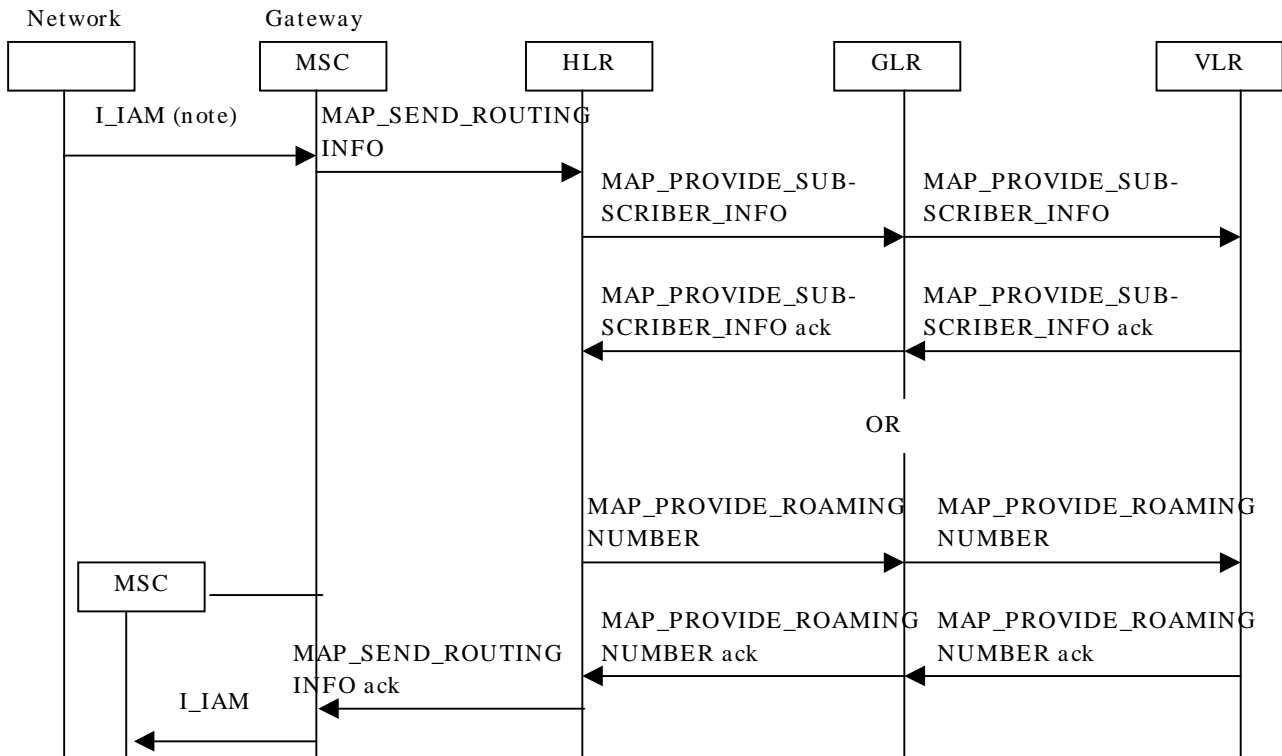 Network
Gateway
MSC
HLR
GLR
VLR
I_IAM (note)
MAP_SEND_ROUTING
INFO
MAP_PROVIDE_SUB-
SCRIBER_INFO
MAP_PROVIDE_SUB-
SCRIBER_INFO
MAP_PROVIDE_SUB-
SCRIBER_INFO ack
MAP_PROVIDE_SUB-
SCRIBER_INFO ack
OR
MAP_PROVIDE_ROAMING
NUMBER
MAP_PROVIDE_ROAMING
NUMBER
MSC
MAP_PROVIDE_ROAMING
NUMBER ack
MAP_PROVIDE_ROAMING
NUMBER ack
MAP_SEND_ROUTING
INFO ack
I_IAM